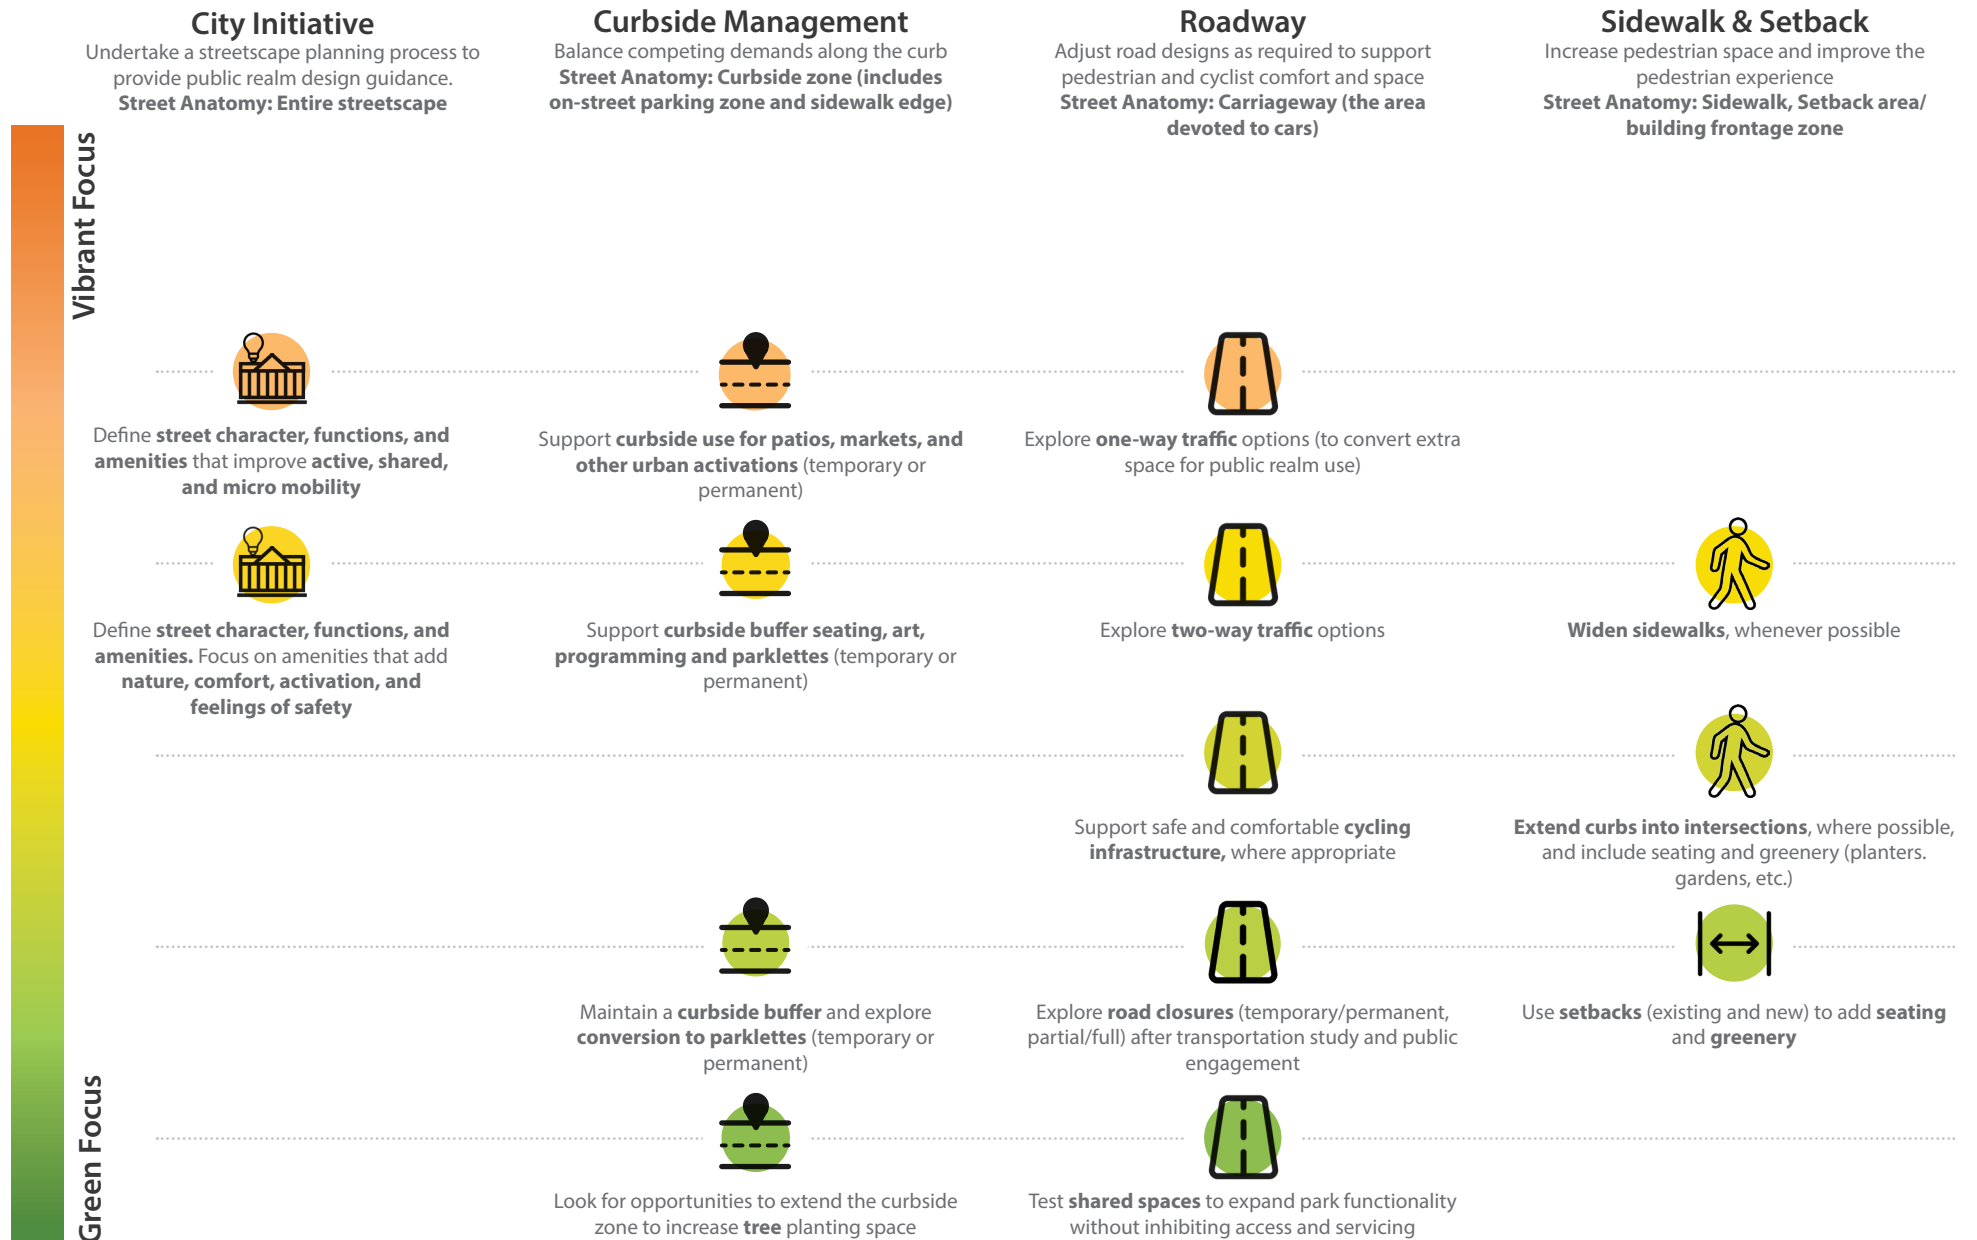 City Initiative
Undertake a streetscape planning process to
provide public realm design guidance.
Street Anatomy: Entire streetscape
Curbside Management
Balance competing demands along the curb
Street Anatomy: Curbside zone (includes
on-street parking zone and sidewalk edge)
Roadway
Adjust road designs as required to support
pedestrian and cyclist comfort and space
Street Anatomy: Carriageway (the area
devoted to cars)
Sidewalk & Setback
Increase pedestrian space and improve the
pedestrian experience
Street Anatomy: Sidewalk, Setback area/
building frontage zone
Vibrant Focus
Define street character, functions, and
amenities that improve active, shared,
and micro mobility
Support curbside use for patios, markets, and
other urban activations (temporary or
permanent)
Explore one-way traffic options (to convert extra
space for public realm use)
Define street character, functions, and
amenities. Focus on amenities that add
nature, comfort, activation, and
feelings of safety
Support curbside buffer seating, art,
programming and parklettes (temporary or
permanent)
Explore two-way traffic options
Widen sidewalks, whenever possible
Support safe and comfortable cycling
infrastructure, where appropriate
Extend curbs into intersections, where possible,
and include seating and greenery (planters.
gardens, etc.)
Maintain a curbside buffer and explore
conversion to parklettes (temporary or
permanent)
Explore road closures (temporary/permanent,
partial/full) after transportation study and public
engagement
Use setbacks (existing and new) to add seating
and greenery
Green Focus
Look for opportunities to extend the curbside
zone to increase tree planting space
Test shared spaces to expand park functionality
without inhibiting access and servicing